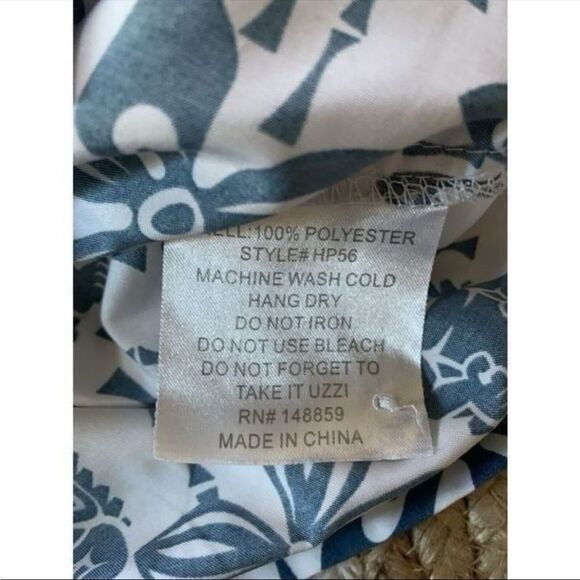 ELL:100% POLYESTER
STYLE# HP56
MACHINE WASH COLD
HANG DRY
DO NOT IRON
DO NOT USE BLEACH
DO NOT FORGET TO
TAKE IT UZZI
RN# 148859
MADE IN CHINA